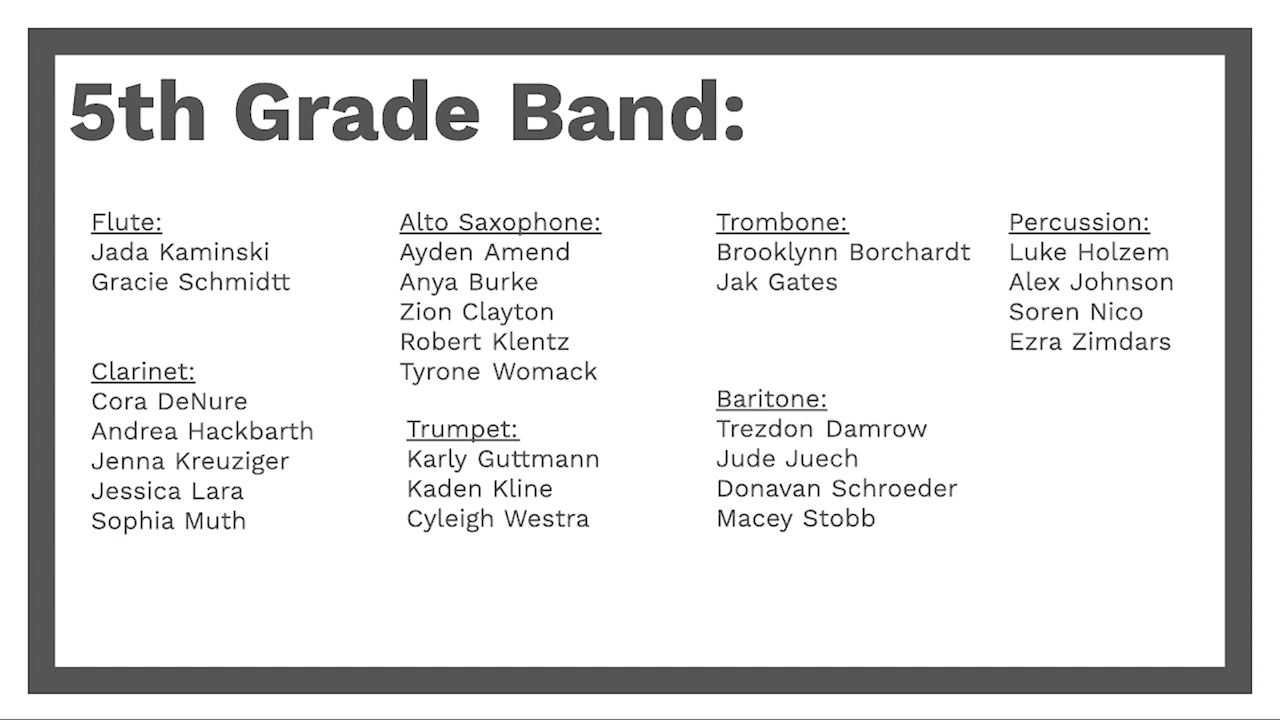 5th Grade Band:
Flute:
Jada Kaminski
Gracie Schmidtt
Clarinet:
Cora DeNure
Andrea Hackbarth
Jenna Kreuziger
Jessica Lara
Sophia Muth
Alto Saxophone:
Ayden Amend
Anya Burke
Zion Clayton
Robert Klentz
Tyrone Womack
Trumpet:
Karly Guttmann
Kaden Kline
Cyleigh Westra
Trombone:
Brooklynn Borchardt
Jak Gates
Baritone:
Trezdon Damrow
Jude Juech
Donavan Schroeder
Macey Stobb
Percussion:
Luke Holzem
Alex Johnson
Soren Nico
Ezra Zimdars